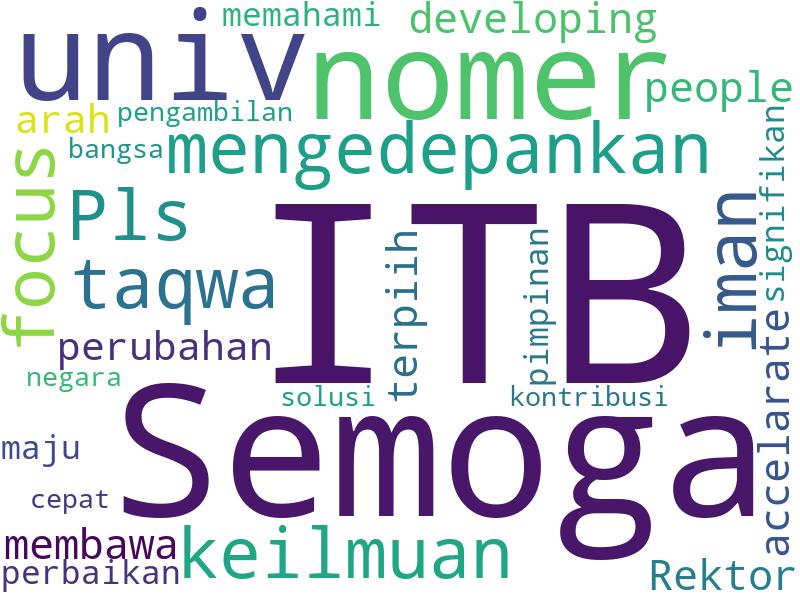 memahami
developing
univ
nomer
people
arah
pengambilan
bangsa
mengedepankan
signifikan
focus
Pls
ITB
iman
taqwa
terpiih
pimpinan
perubahan
negara
solusi
kontribusi
accelarate
Semoga
maju
cepat
membawa
keilmuan
perbaikan
Rektor